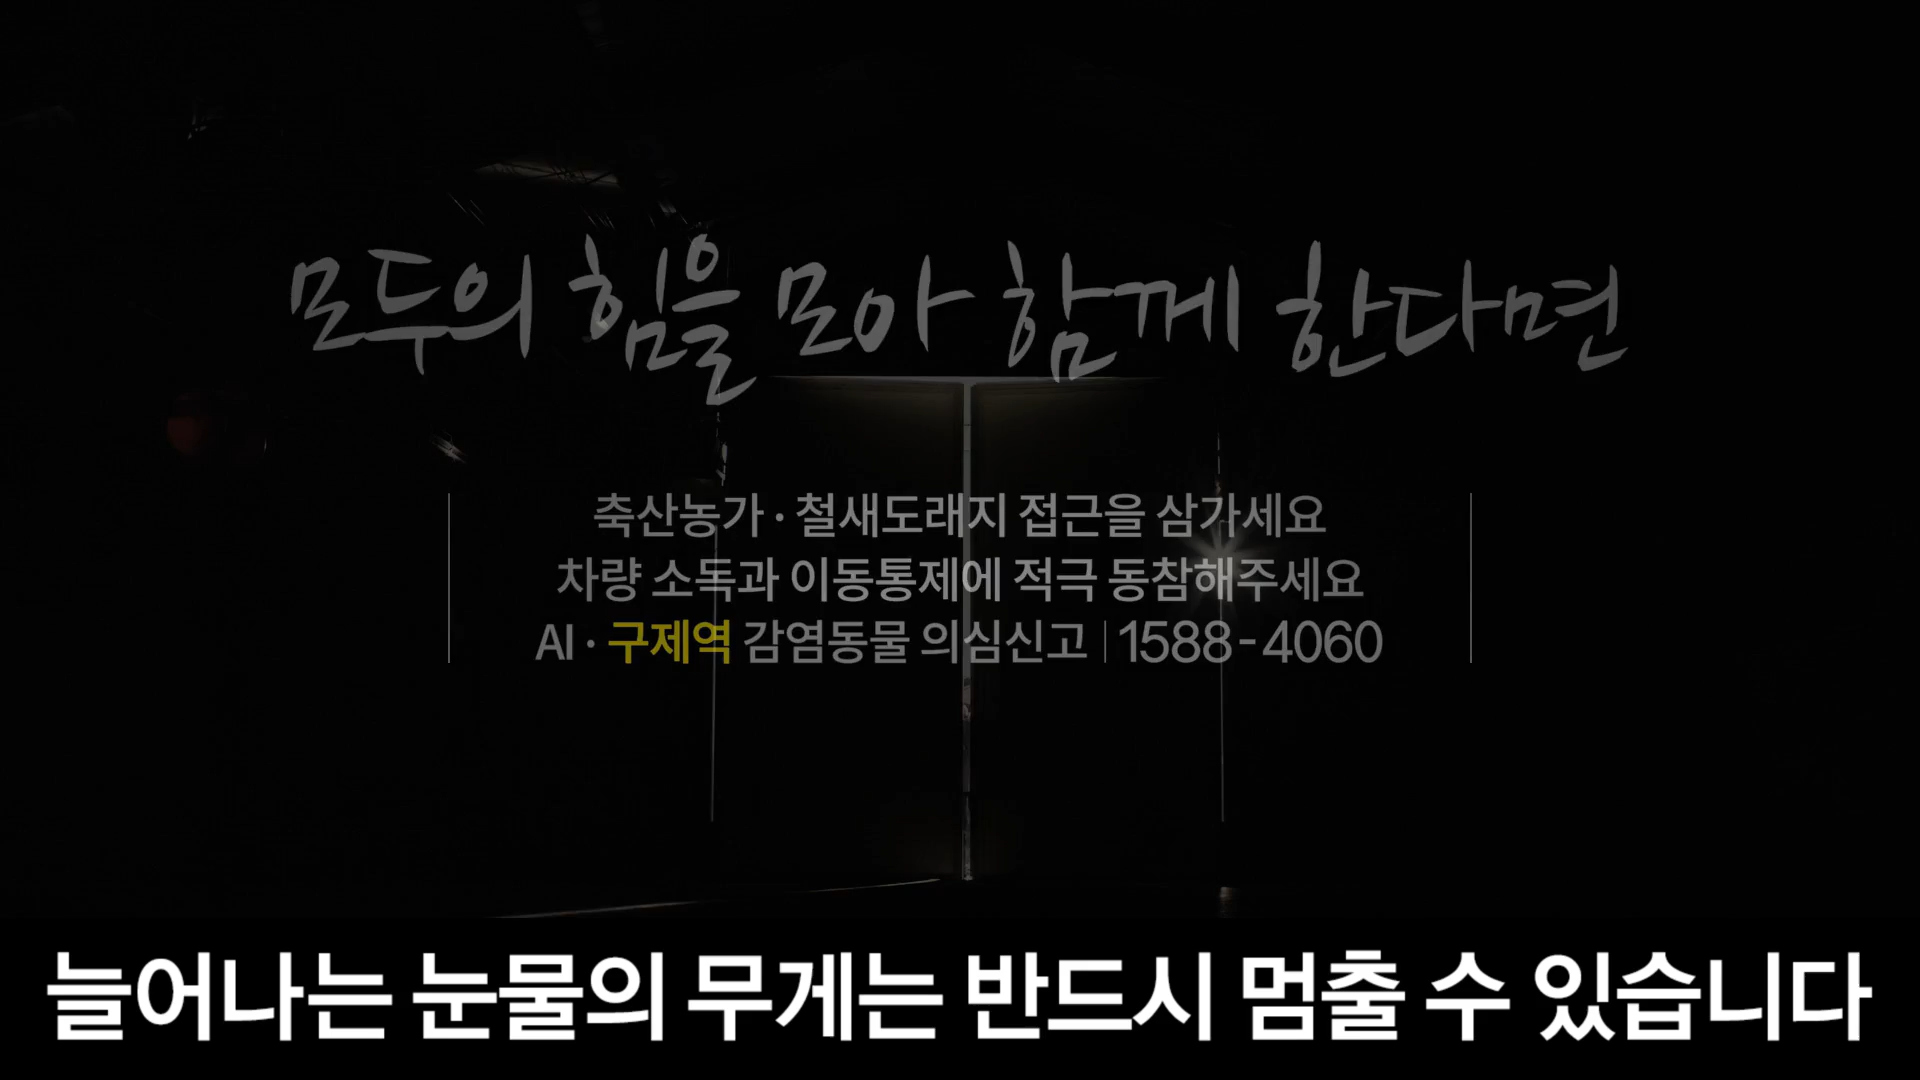 모두의 힘을 모아 함께 한다면
축산농가·철새도래지 접근을 삼가세요
차량 소독과 이동통제에 적극 동참해주세요
AI·구제역 감염동물 의심신고 | 1588-4060
늘어나는 눈물의 무게는 반드시 멈출 수 있습니다